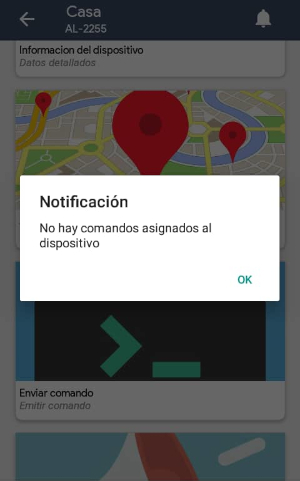 Casa
AL-2255
Informacion del dispositivo
Datos detallados
Notificación
No hay comandos asignados al
dispositivo
OK
Enviar comando
Emitir comando